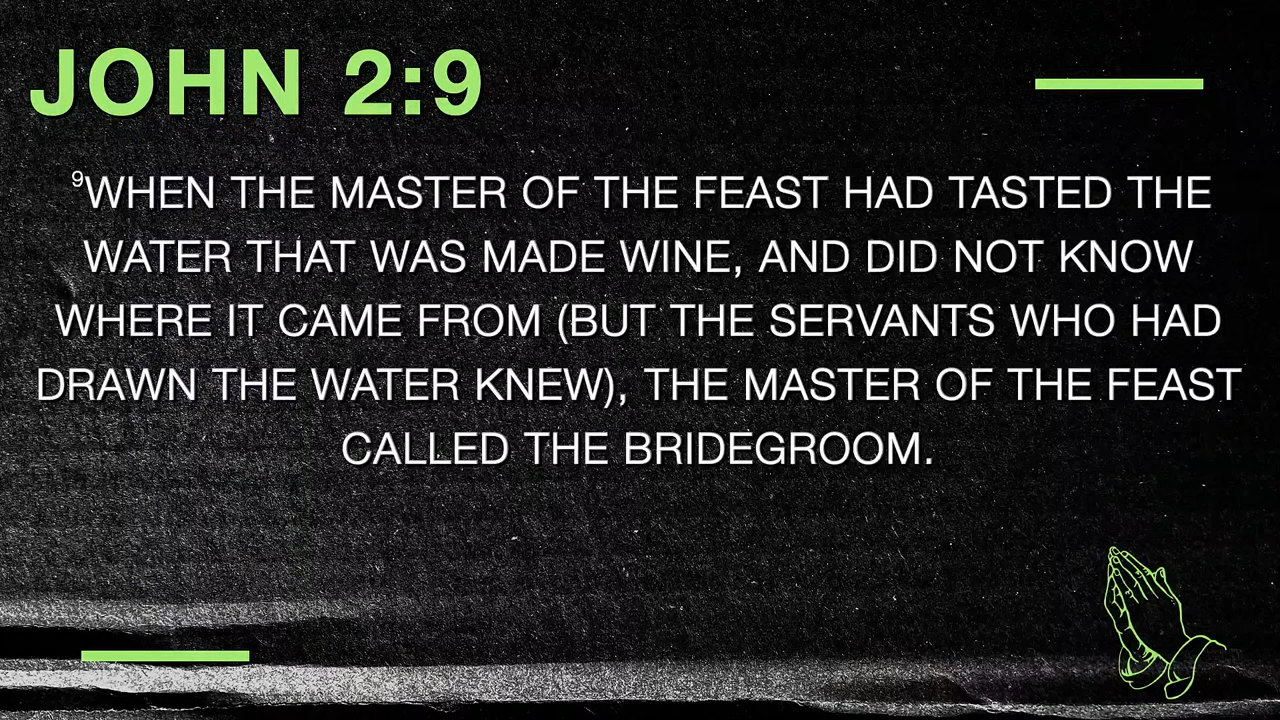 JOHN 2:9
⁹WHEN THE MASTER OF THE FEAST HAD TASTED THE
WATER THAT WAS MADE WINE, AND DID NOT KNOW
WHERE IT CAME FROM (BUT THE SERVANTS WHO HAD
DRAWN THE WATER KNEW), THE MASTER OF THE FEAST
CALLED THE BRIDEGROOM.